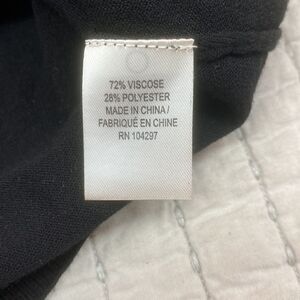 72% VISCOSE
28% POLYESTER
MADE IN CHINA /
FABRIQUÉ EN CHINE
RN 104297